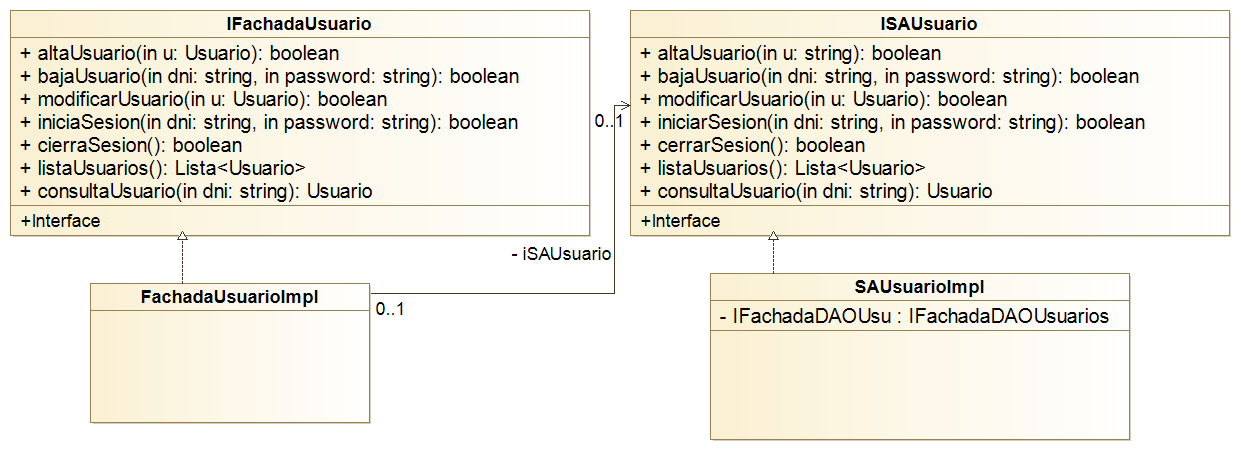 IFachadaUsuario
+ altaUsuario(in u: Usuario): boolean
+ bajaUsuario(in dni: string, in password: string): boolean
+ modificarUsuario(in u: Usuario): boolean
+ iniciaSesion(in dni: string, in password: string): boolean
+ cierraSesion(): boolean
+ listaUsuarios(): Lista<Usuario>
+ consultaUsuario(in dni: string): Usuario
+Interface
ISAUsuario
+ altaUsuario(in u: string): boolean
+ bajaUsuario(in dni: string, in password: string): boolean
+ modificarUsuario(in u: Usuario): boolean
+ iniciarSesion(in dni: string, in password: string): boolean
+ cerrarSesion(): boolean
+ listaUsuarios(): Lista<Usuario>
+ consultaUsuario(in dni: string): Usuario
+Interface
0..1
- iSAUsuario
0..1
FachadaUsuarioImpl
SAUsuarioImpl
- IFachadaDAOUsu : IFachadaDAOUsuarios